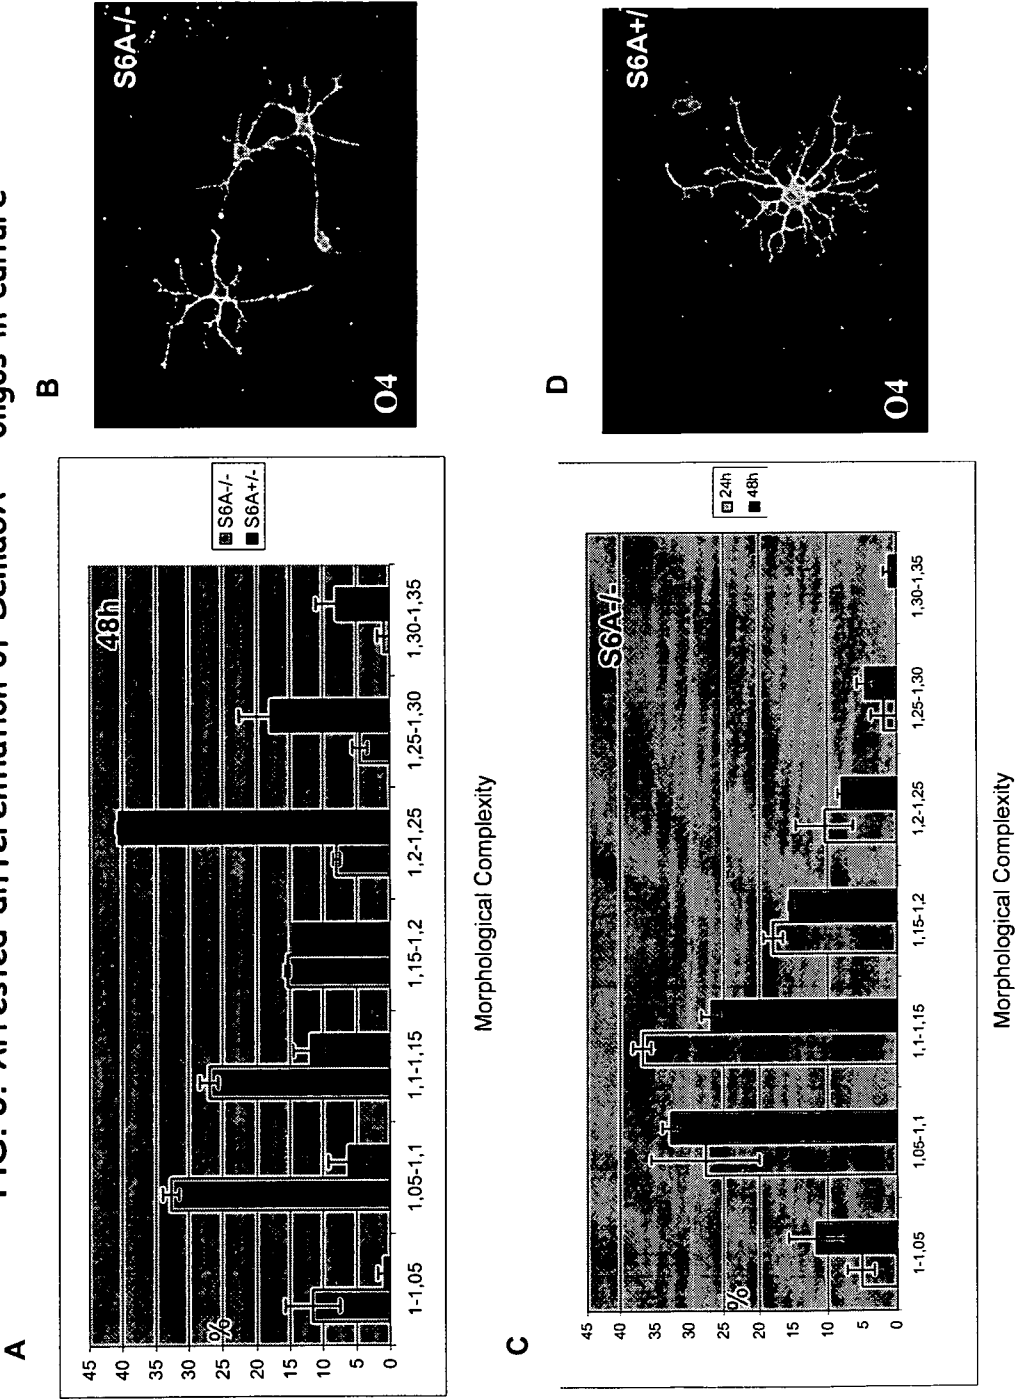 Arrested differentiation of oligos in culture
A
45
40
35
30
25
20
15
10
5
0
%
48h
1-1,05
1,05-1,1
1,1-1,15
1,15-1,2
1,2-1,25
1,25-1,30
1,30-1,35
Morphological Complexity
S6A-/-
S6A+/-
B
S6A-/-
O4
C
45
40
35
30
25
20
15
10
5
0
%
S6A-/-
1-1,05
1,05-1,1
1,1-1,15
1,15-1,2
1,2-1,25
1,25-1,30
1,30-1,35
Morphological Complexity
24h
48h
D
S6A+/
O4